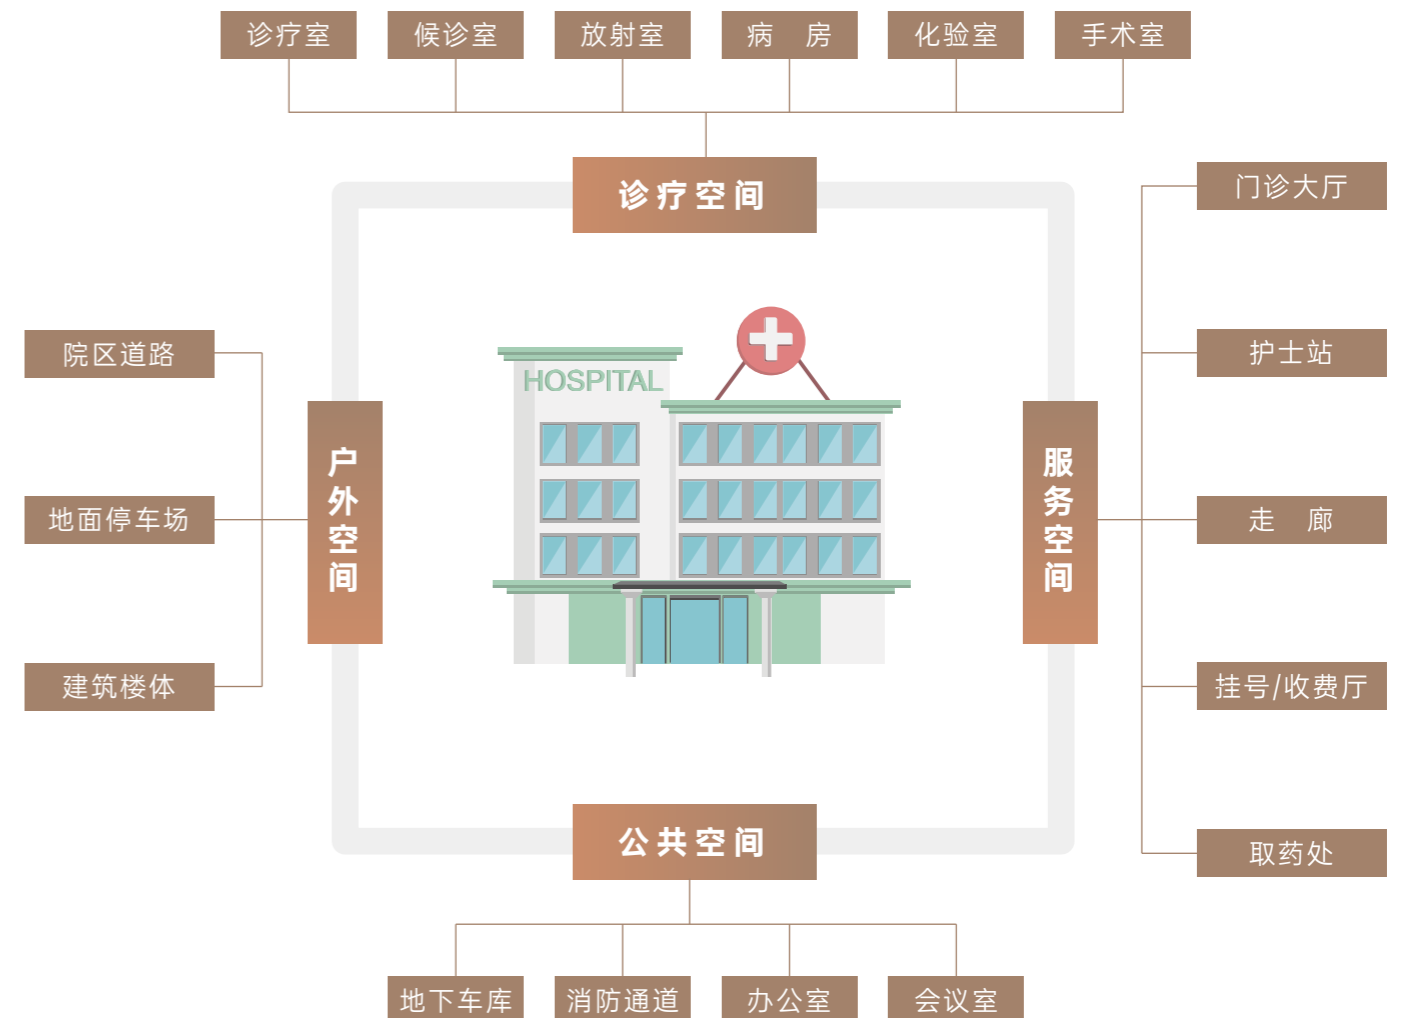 诊疗室
候诊室
放射室
病 房
化验室
手术室
诊疗空间
门诊大厅
护士站
走 廊
挂号/收费厅
取药处
服务空间
院区道路
地面停车场
建筑楼体
户外空间
HOSPITAL
公共空间
地下车库
消防通道
办公室
会议室